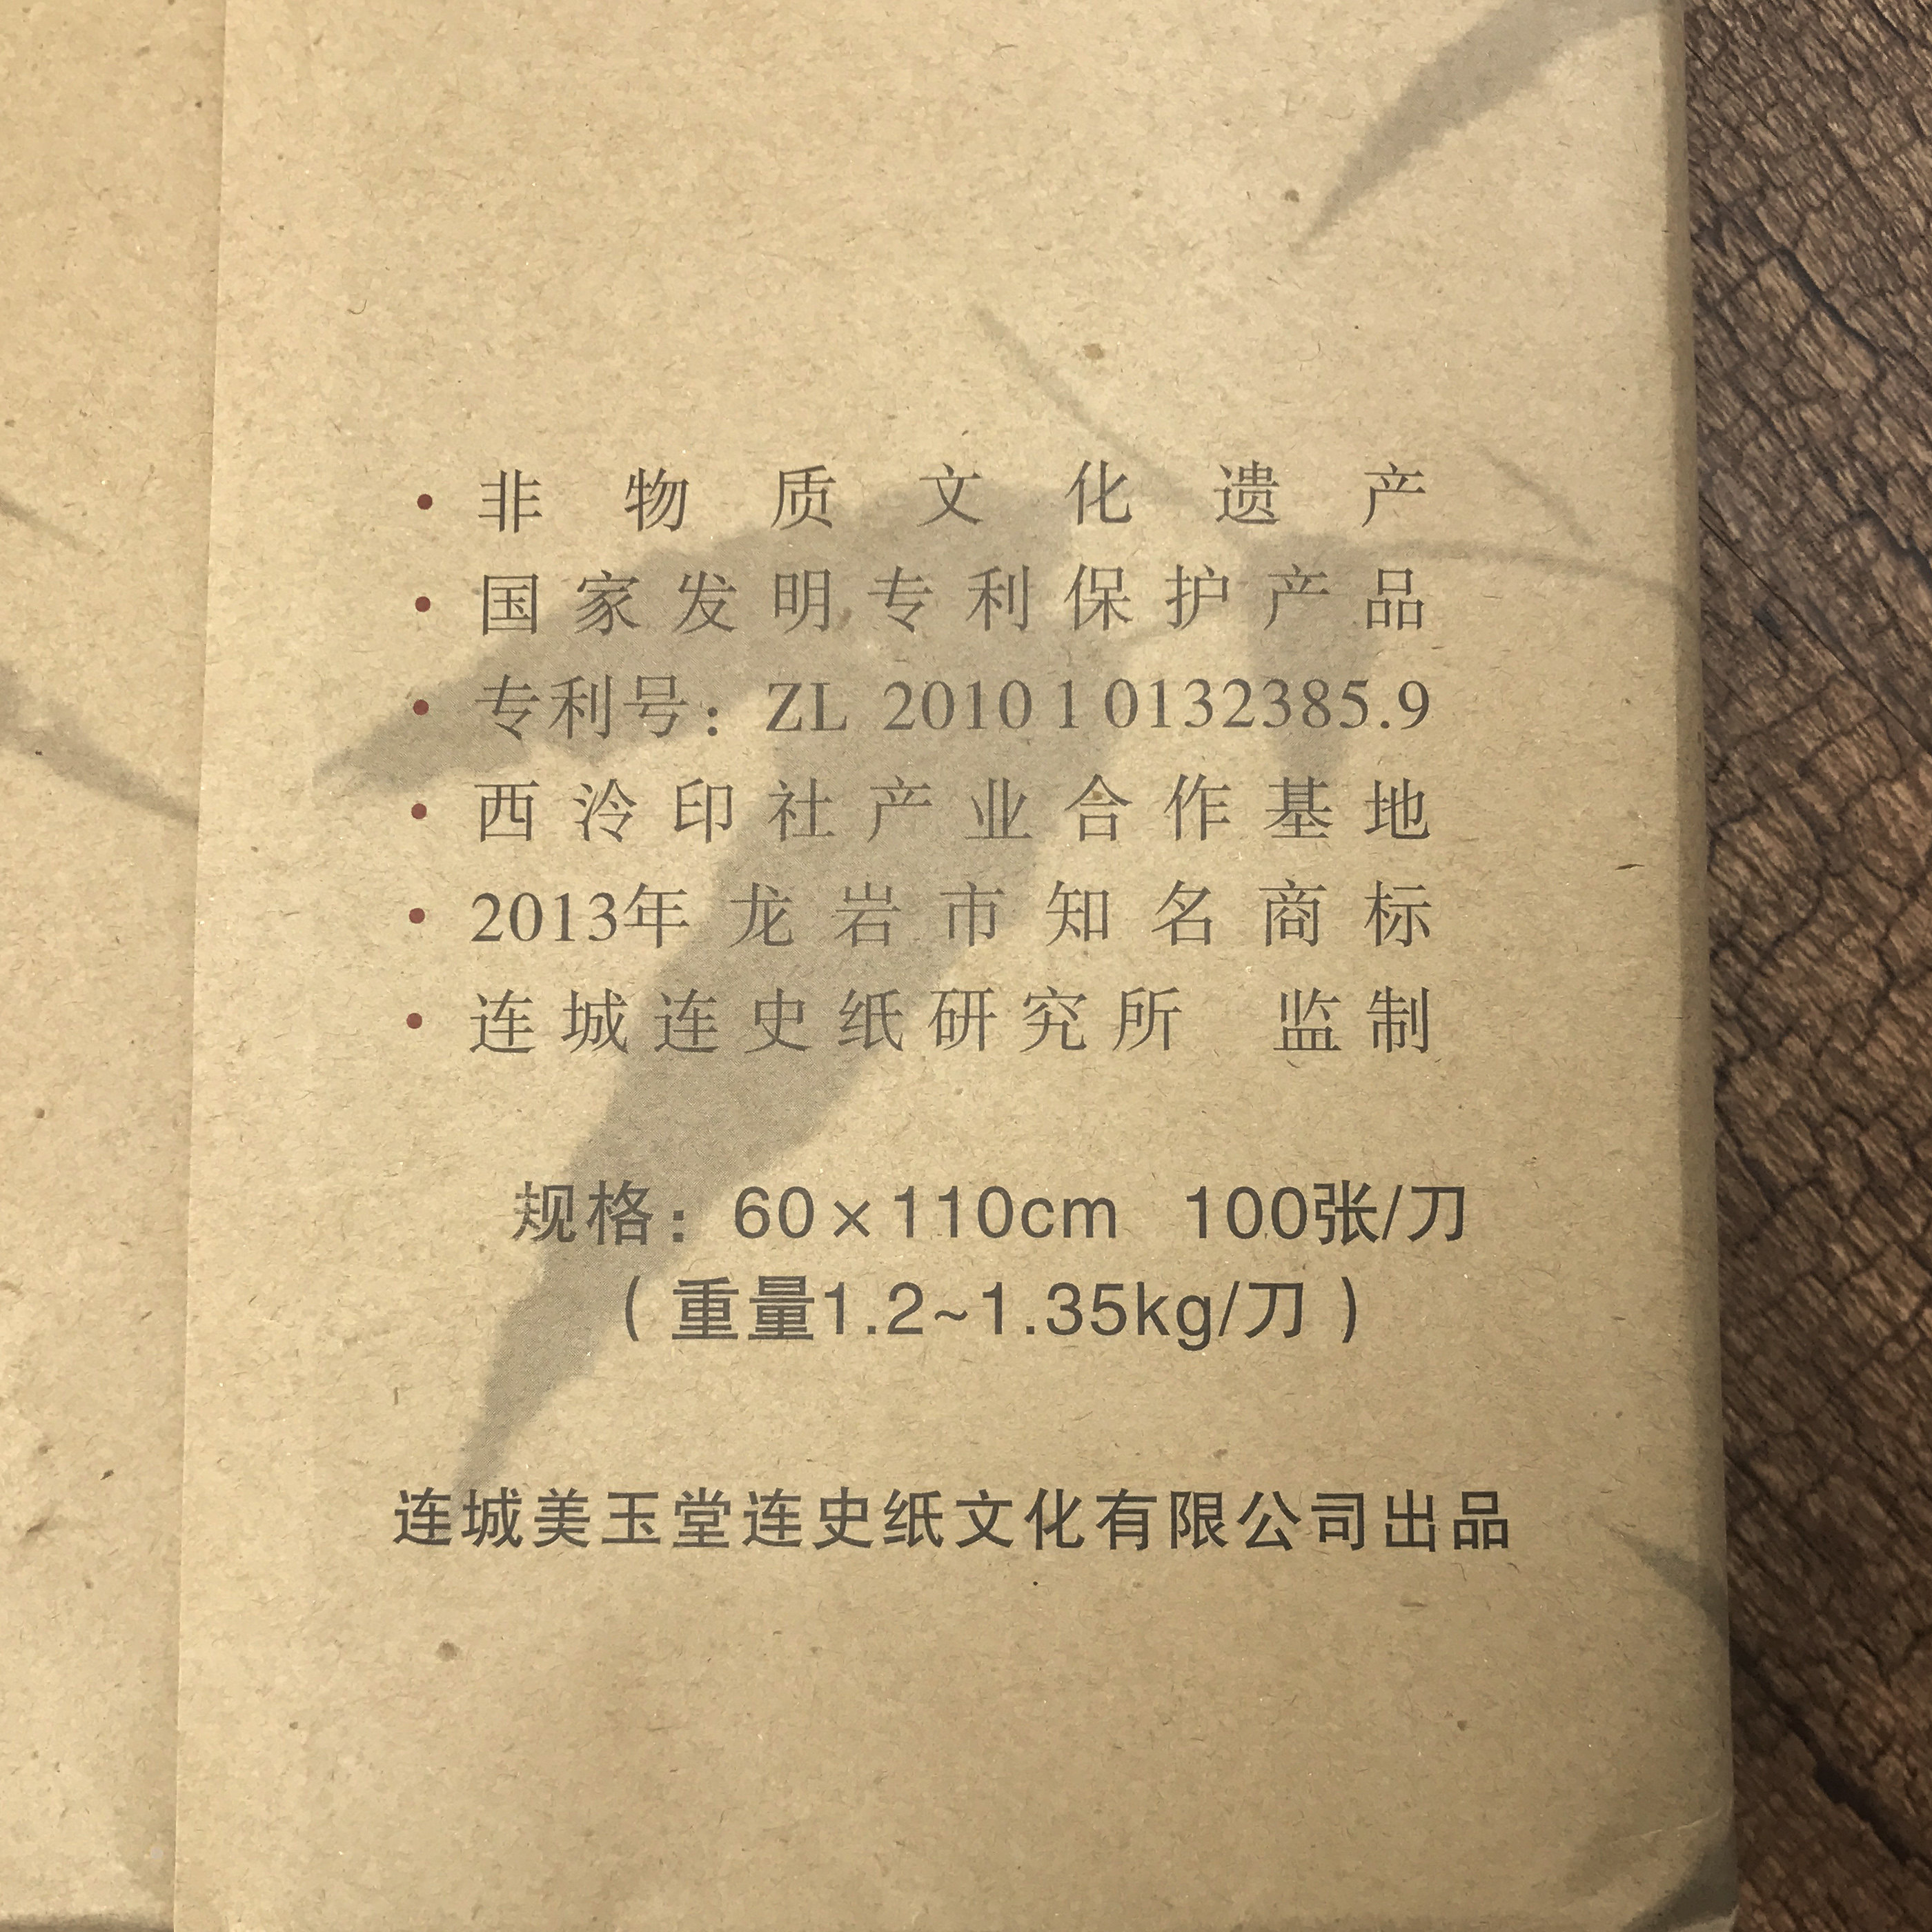 • 非物质文化遗产
• 国家发明专利保护产品
• 专利号：ZL 2010 1 0132385.9
• 西泠印社产业合作基地
• 2013年龙岩市知名商标
• 连城连史纸研究所 监制
规格：60×110cm 100张/刀
（重量1.2~1.35kg/刀）
连城美玉堂连史纸文化有限公司出品